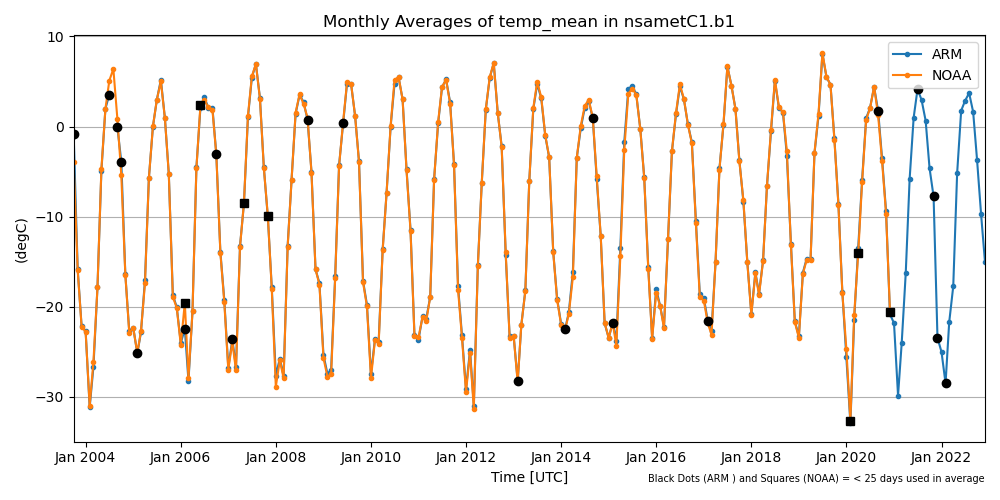 Monthly Averages of temp_mean in nsametC1.b1
ARM
NOAA
10
0
−10
−20
−30
(degC)
Jan 2004 Jan 2006 Jan 2008 Jan 2010 Jan 2012 Jan 2014 Jan 2016 Jan 2018 Jan 2020 Jan 2022
Time [UTC]
Black Dots (ARM ) and Squares (NOAA) = < 25 days used in average